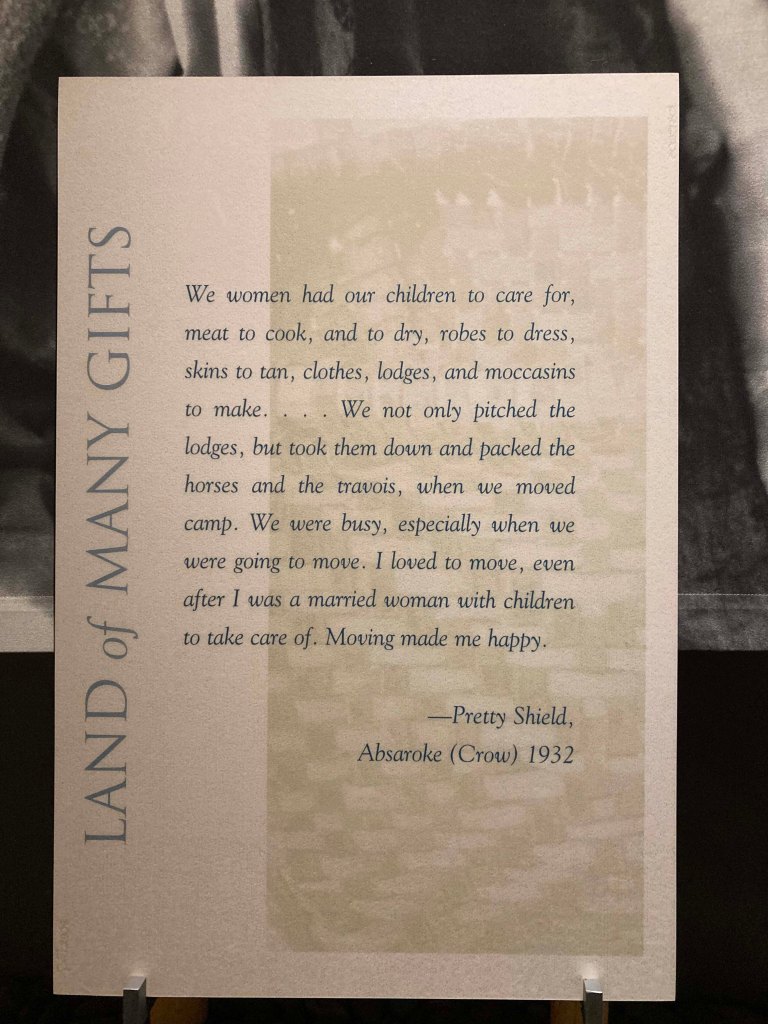 LAND of MANY GIFTS
We women had our children to care for,
meat to cook, and to dry, robes to dress,
skins to tan, clothes, lodges, and moccasins
to make. . . . We not only pitched the
lodges, but took them down and packed the
horses and the travois, when we moved
camp. We were busy, especially when we
were going to move. I loved to move, even
after I was a married woman with children
to take care of. Moving made me happy.
—Pretty Shield,
Absaroke (Crow) 1932